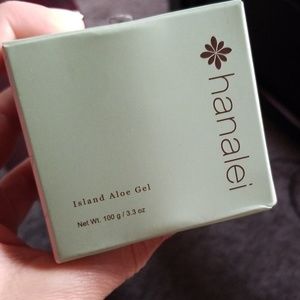 hanalei
Island Aloe Gel
Net Wt. 100 g / 3.3 oz